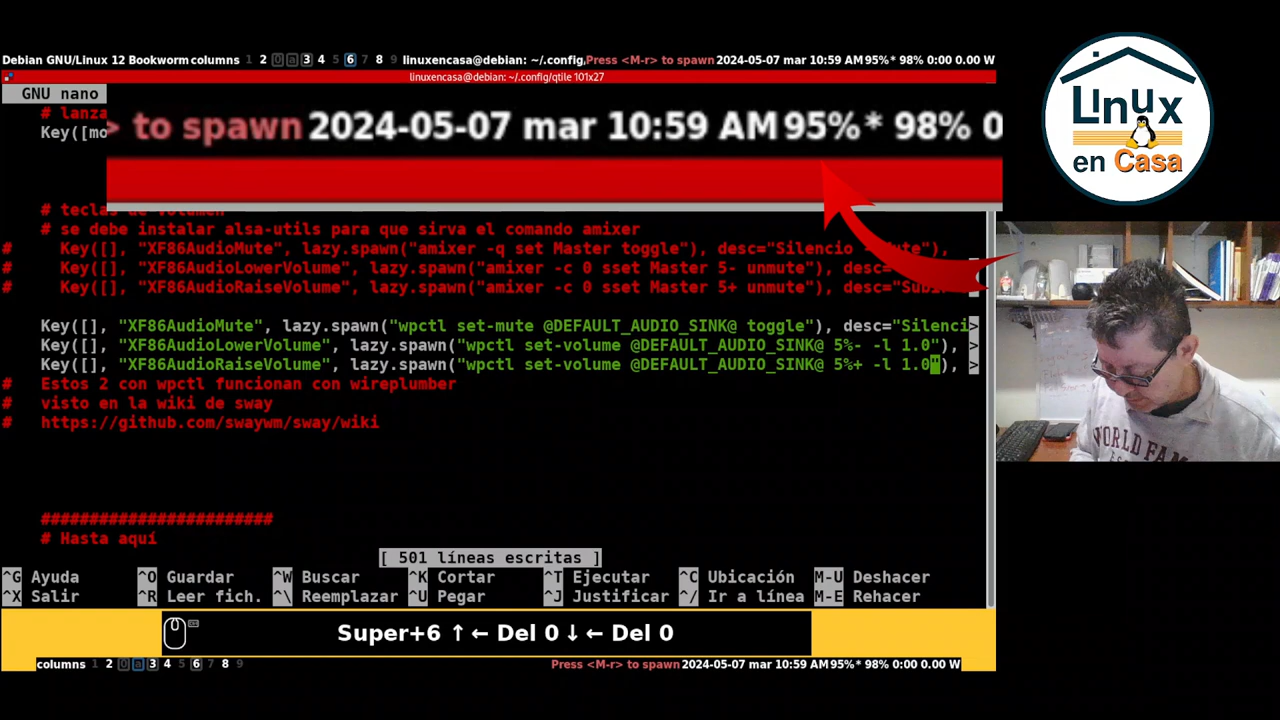 Debian GNU/Linux 12 Bookworm columns 1 2 0 a 3 4 5 6 7 8 9 linuxencasa@debian: ~/.config, Press <M-r> to spawn 2024-05-07 mar 10:59 AM 95%* 98% 0:00 0.00 W
linuxencasa@debian: ~/.config/qtile 101x27
GNU nano
# lanza
Key([mo
> to spawn 2024-05-07 mar 10:59 AM 95%* 98% 0
# teclas de volumen
# se debe instalar alsa-utils para que sirva el comando amixer
#     Key([], "XF86AudioMute", lazy.spawn("amixer -q set Master toggle"), desc="Silencio
#     Key([], "XF86AudioLowerVolume", lazy.spawn("amixer -c 0 sset Master 5- unmute"), desc= >
#     Key([], "XF86AudioRaiseVolume", lazy.spawn("amixer -c 0 sset Master 5+ unmute"), desc="Subi >
Key([], "XF86AudioMute", lazy.spawn("wpctl set-mute @DEFAULT_AUDIO_SINK@ toggle"), desc="Silenci>
Key([], "XF86AudioLowerVolume", lazy.spawn("wpctl set-volume @DEFAULT_AUDIO_SINK@ 5%- -l 1.0"), >
Key([], "XF86AudioRaiseVolume", lazy.spawn("wpctl set-volume @DEFAULT_AUDIO_SINK@ 5%+ -l 1.0"), >
#   Estos 2 con wpctl funcionan con wireplumber
#   visto en la wiki de sway
#   https://github.com/swaywm/sway/wiki
########################
# Hasta aquí
[ 501 líneas escritas ]
^G Ayuda ^O Guardar ^W Buscar ^K Cortar ^T Ejecutar ^C Ubicación M-U Deshacer
^X Salir ^R Leer fich. ^\ Reemplazar ^U Pegar ^J Justificar ^/ Ir a línea M-E Rehacer
Super+6 ↑← Del 0↓← Del 0
columns 1 2 0 a 3 4 5 6 7 8 9 Press <M-r> to spawn 2024-05-07 mar 10:59 AM 95%* 98% 0:00 0.00 W
Linux
en Casa
WORLD FAM